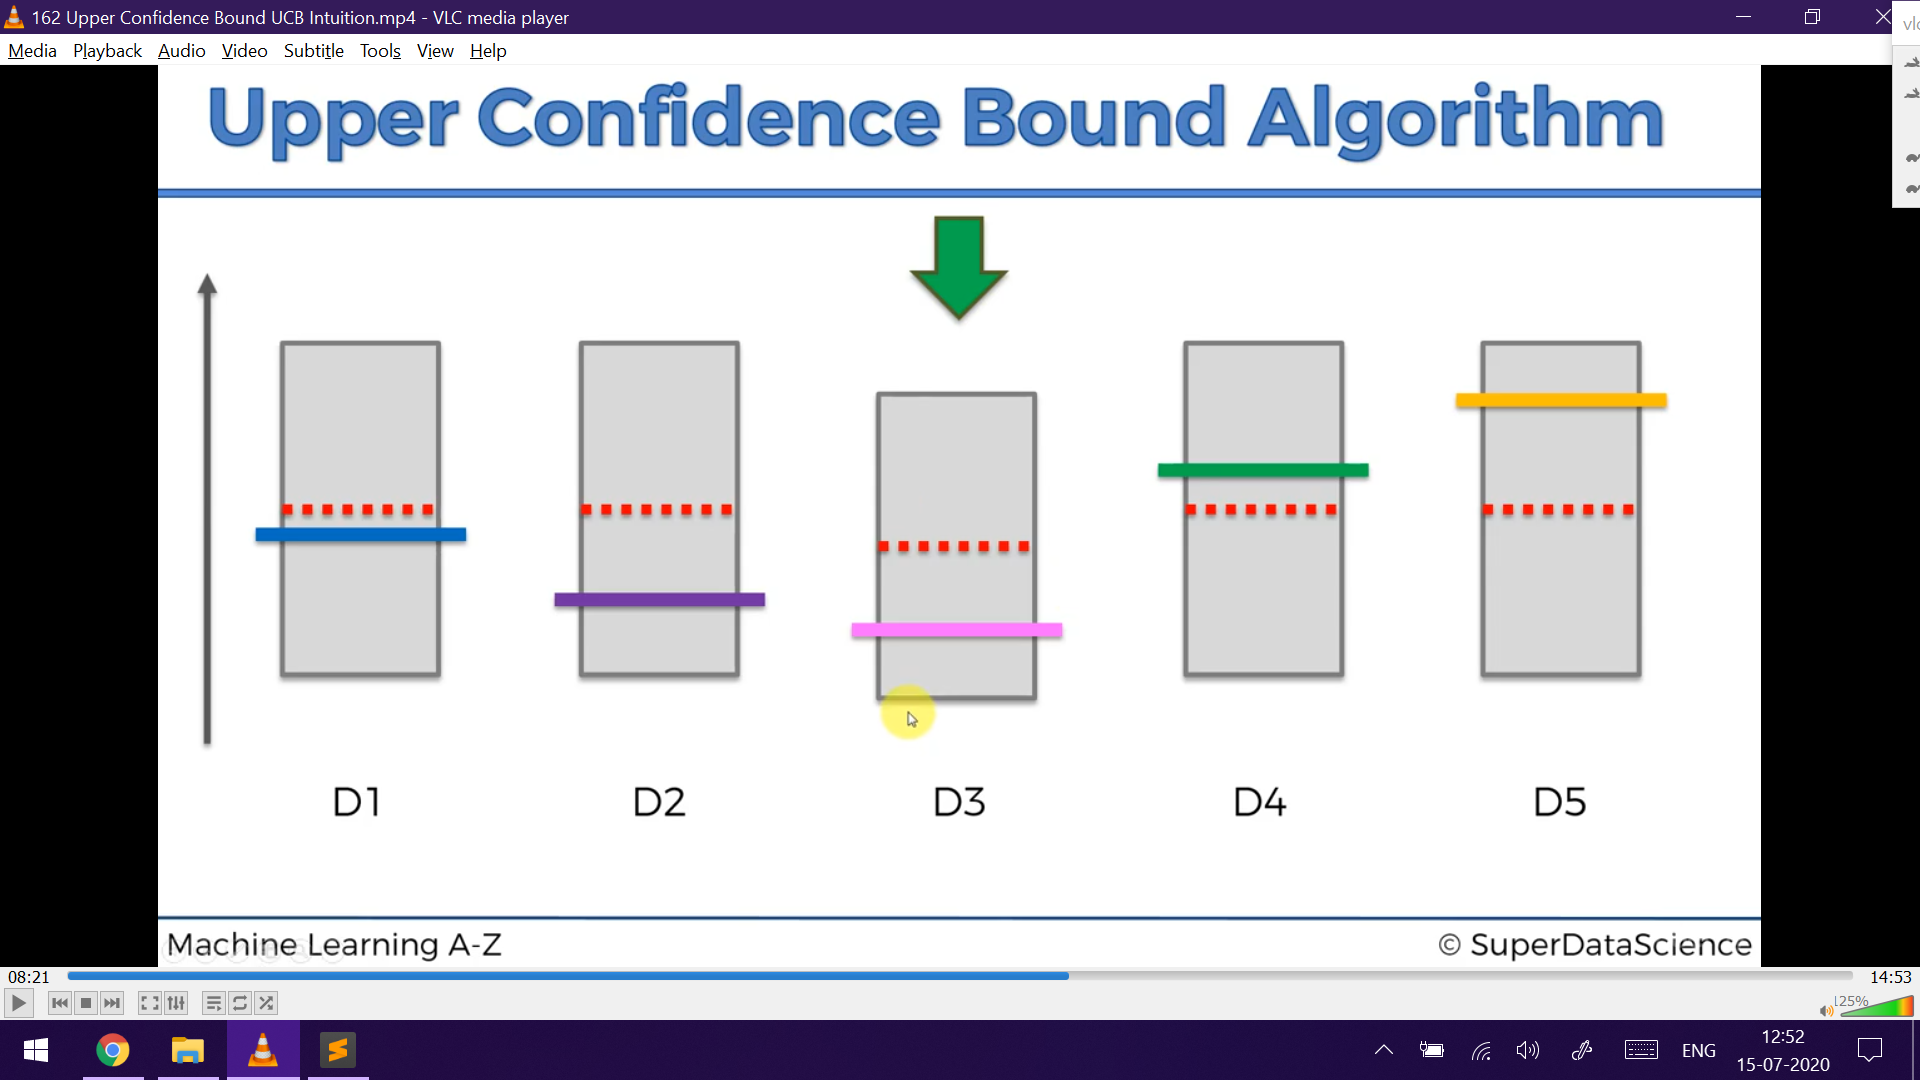 162 Upper Confidence Bound UCB Intuition.mp4 - VLC media player
Media Playback Audio Video Subtitle Tools View Help
Upper Confidence Bound Algorithm
D1 D2 D3 D4 D5
Machine Learning A-Z
© SuperDataScience
08:21
14:53
125%
ENG
12:52
15-07-2020